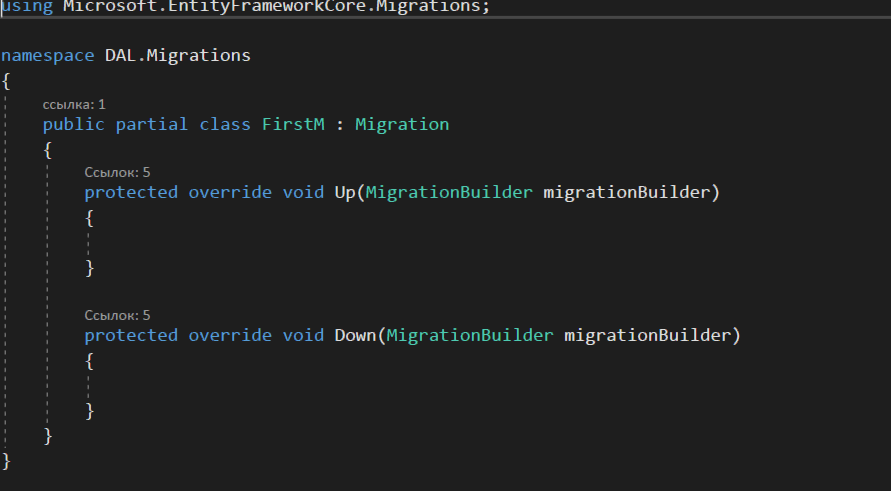 using Microsoft.EntityFrameworkCore.Migrations;
namespace DAL.Migrations
{
ссылка: 1
public partial class FirstM : Migration
{
Ссылок: 5
protected override void Up(MigrationBuilder migrationBuilder)
{
}
Ссылок: 5
protected override void Down(MigrationBuilder migrationBuilder)
{
}
}
}